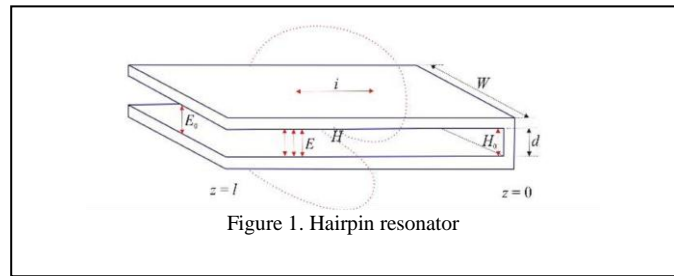 i
W
E₀
E
H
H₀
d
z = l
z = 0
Figure 1. Hairpin resonator